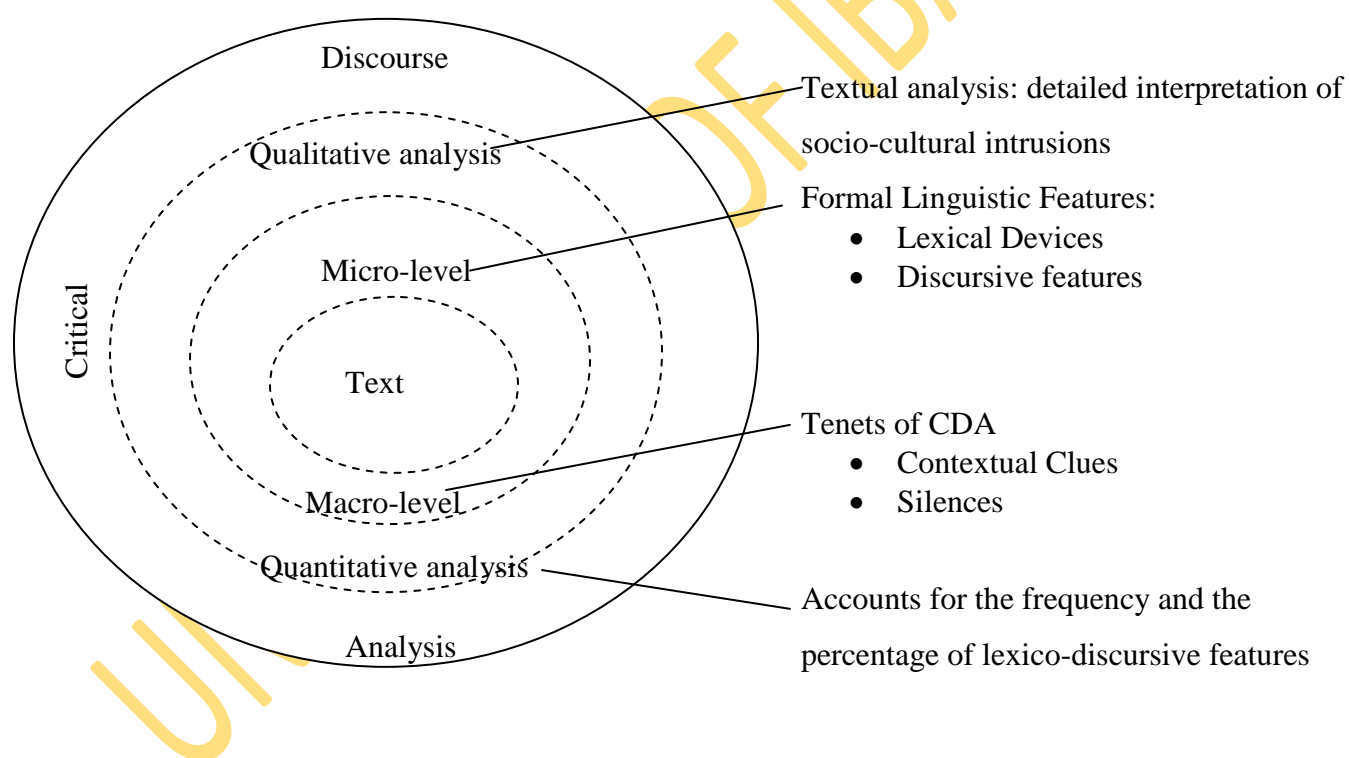 Discourse
Qualitative analysis
Critical
Micro-level
Text
Macro-level
Quantitative analysis
Analysis
Textual analysis: detailed interpretation of
socio-cultural intrusions
Formal Linguistic Features:
• Lexical Devices
• Discursive features
Tenets of CDA
• Contextual Clues
• Silences
Accounts for the frequency and the
percentage of lexico-discursive features
OF